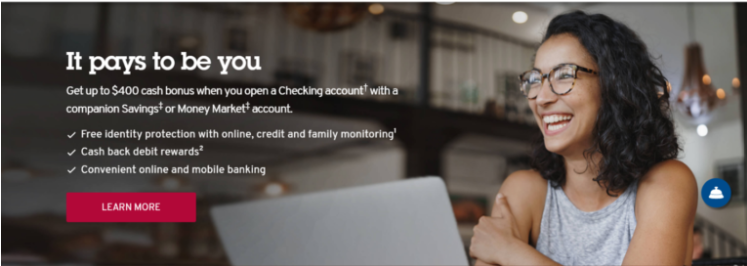 It pays to be you
Get up to $400 cash bonus when you open a Checking account† with a
companion Savings‡ or Money Market‡ account.
✓ Free identity protection with online, credit and family monitoring¹
✓ Cash back debit rewards²
✓ Convenient online and mobile banking
LEARN MORE